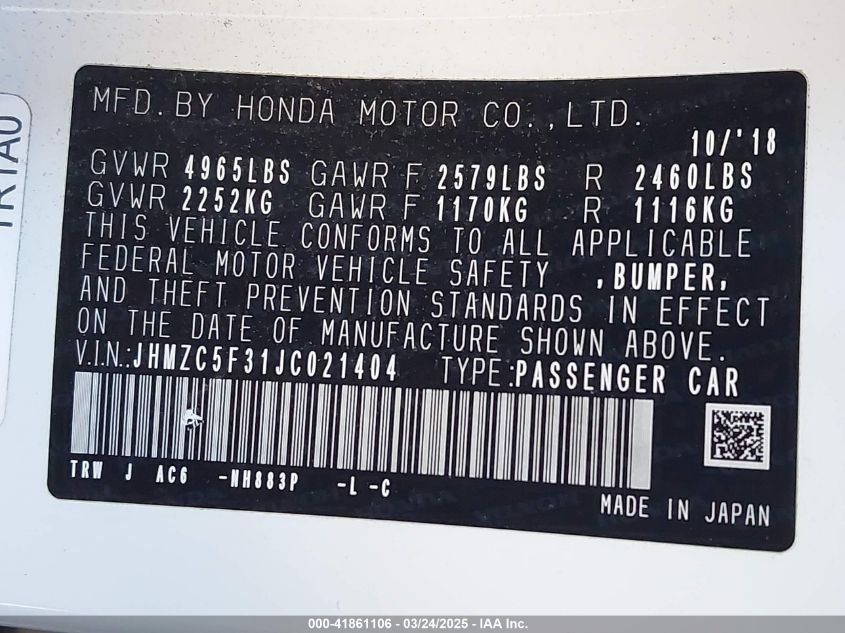 MFD. BY HONDA MOTOR CO., LTD.
10/'18
GVWR 4965LBS GAWR F 2579LBS R 2460LBS
GVWR 2252KG GAWR F 1170KG R 1116KG
THIS VEHICLE CONFORMS TO ALL APPLICABLE
FEDERAL MOTOR VEHICLE SAFETY , BUMPER,
AND THEFT PREVENTION STANDARDS IN EFFECT
ON THE DATE OF MANUFACTURE SHOWN ABOVE.
V.I.N.: JHMZC5F31JC021404 TYPE: PASSENGER CAR
TRW J AC6 -NH883P -L -C
MADE IN JAPAN
TR1A0
000-41861106 — 03/24/2025 — IAA Inc.